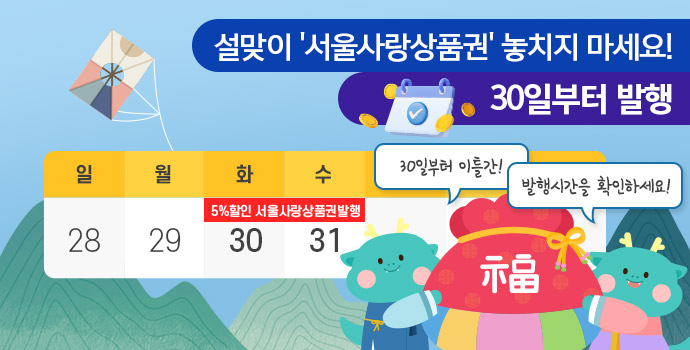 설맞이 '서울사랑상품권' 놓치지 마세요!
30일부터 발행
30일부터 이틀간!
발행시간을 확인하세요!
일 월 화 수
5%할인 서울사랑상품권발행
28 29 30 31
福